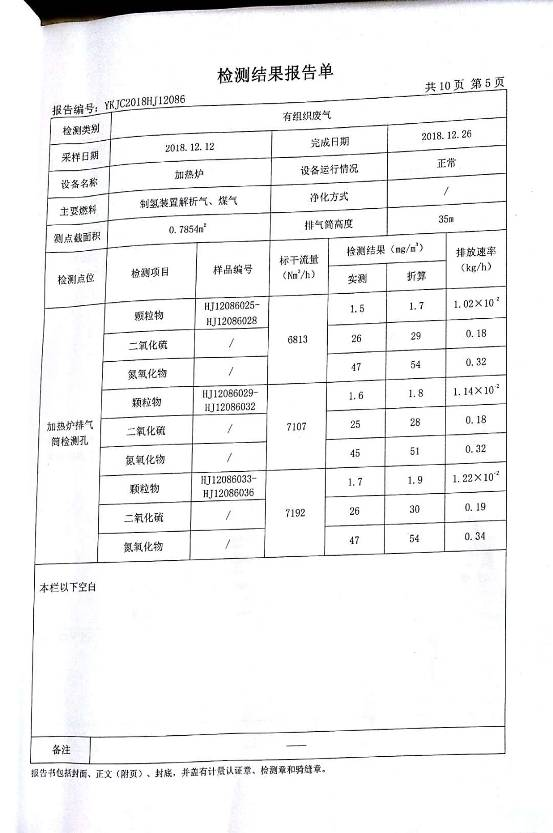 检测结果报告单
报告编号：YKJC2018HJ12086 共 10 页 第 5 页
检测类别 有组织废气
采样日期 2018.12.12 完成日期 2018.12.26
设备名称 加热炉 设备运行情况 正常
主要燃料 制氢装置解析气、煤气 净化方式 /
测点截面积 0.7854m² 排气筒高度 35m
检测点位 检测项目 样品编号 标干流量（Nm³/h） 检测结果（mg/m³） 排放速率（kg/h）
实测 折算
加热炉排气筒检测孔
颗粒物 HJ12086025-HJ12086028 6813 1.5 1.7 1.02×10⁻²
二氧化硫 / 26 29 0.18
氮氧化物 / 47 54 0.32
颗粒物 HJ12086029-HJ12086032 7107 1.6 1.8 1.14×10⁻²
二氧化硫 / 25 28 0.18
氮氧化物 / 45 51 0.32
颗粒物 HJ12086033-HJ12086036 7192 1.7 1.9 1.22×10⁻²
二氧化硫 / 26 30 0.19
氮氧化物 / 47 54 0.34
本栏以下空白
备注 ——
报告书包括封面、正文（附页）、封底，并盖有计量认证章、检测章和骑缝章。